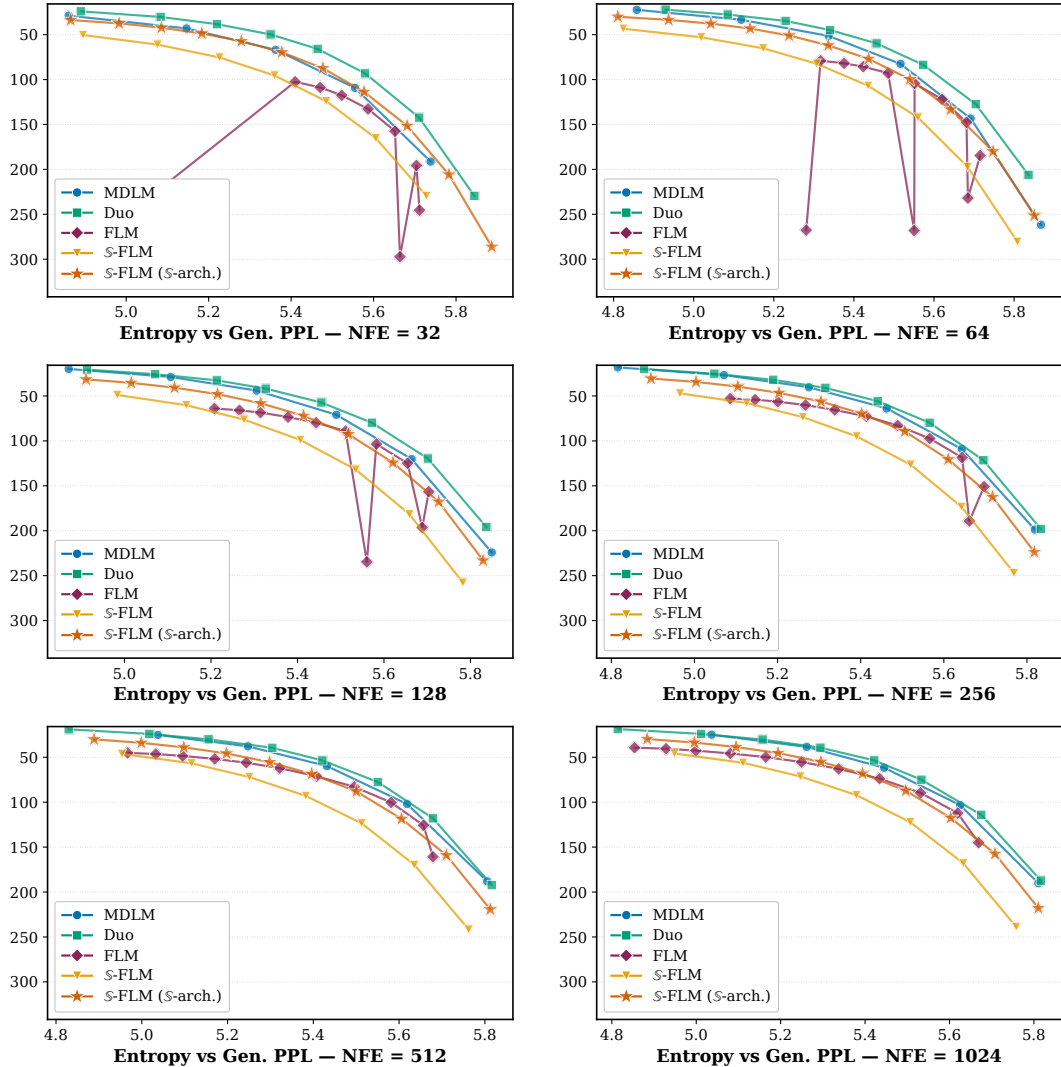 50
100
150
200
250
300
MDLM
Duo
FLM
𝕊-FLM
𝕊-FLM (𝕊-arch.)
5.0 5.2 5.4 5.6 5.8
Entropy vs Gen. PPL — NFE = 32
50
100
150
200
250
300
MDLM
Duo
FLM
𝕊-FLM
𝕊-FLM (𝕊-arch.)
4.8 5.0 5.2 5.4 5.6 5.8
Entropy vs Gen. PPL — NFE = 64
50
100
150
200
250
300
MDLM
Duo
FLM
𝕊-FLM
𝕊-FLM (𝕊-arch.)
5.0 5.2 5.4 5.6 5.8
Entropy vs Gen. PPL — NFE = 128
50
100
150
200
250
300
MDLM
Duo
FLM
𝕊-FLM
𝕊-FLM (𝕊-arch.)
4.8 5.0 5.2 5.4 5.6 5.8
Entropy vs Gen. PPL — NFE = 256
50
100
150
200
250
300
MDLM
Duo
FLM
𝕊-FLM
𝕊-FLM (𝕊-arch.)
4.8 5.0 5.2 5.4 5.6 5.8
Entropy vs Gen. PPL — NFE = 512
50
100
150
200
250
300
MDLM
Duo
FLM
𝕊-FLM
𝕊-FLM (𝕊-arch.)
4.8 5.0 5.2 5.4 5.6 5.8
Entropy vs Gen. PPL — NFE = 1024